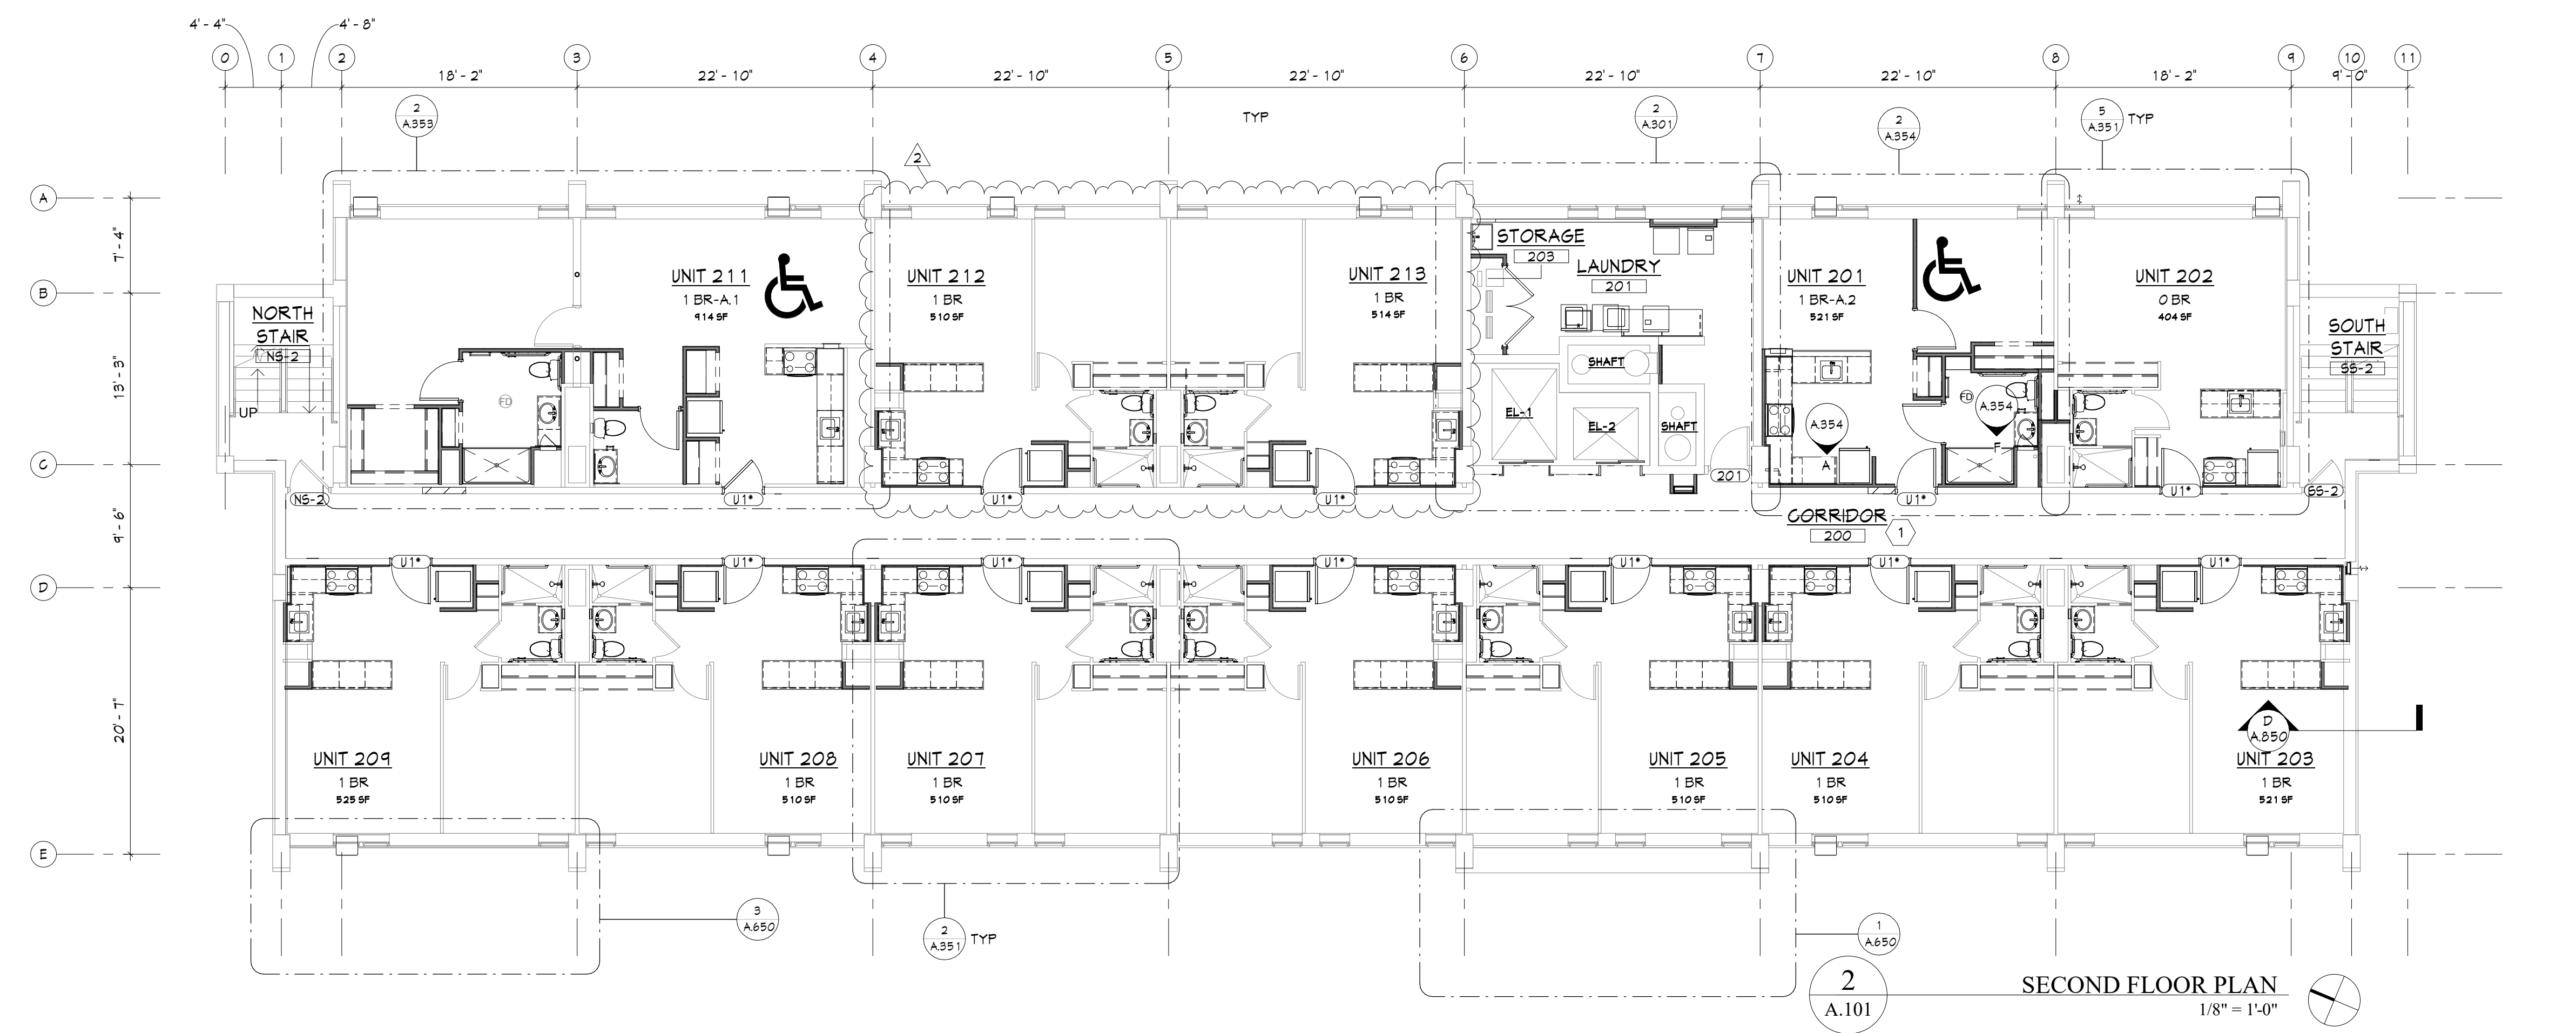 4' - 4"
4' - 8"
0
1
2
3
4
5
6
7
8
9
10
11
18' - 2"
22' - 10"
22' - 10"
22' - 10"
22' - 10"
22' - 10"
18' - 2"
9' - 0"
2
A.353
TYP
2
A.301
2
A.354
5
A.351
TYP
2
A
B
C
D
E
7' - 4"
13' - 3"
9' - 6"
20' - 7"
NORTH
STAIR
NS-2
UP
NS-2
UNIT 211
1 BR-A.1
914 SF
FD
U1*
UNIT 212
1 BR
510 SF
U1*
UNIT 213
1 BR
514 SF
U1*
STORAGE
203
LAUNDRY
201
SHAFT
EL-1
EL-2
SHAFT
201
UNIT 201
1 BR-A.2
521 SF
FD
A.354
A
A.354
F
U1*
UNIT 202
0 BR
404 SF
U1*
SOUTH
STAIR
SS-2
SS-2
CORRIDOR
200
1
U1*
U1*
U1*
U1*
U1*
U1*
U1*
UNIT 209
1 BR
525 SF
UNIT 208
1 BR
510 SF
UNIT 207
1 BR
510 SF
UNIT 206
1 BR
510 SF
UNIT 205
1 BR
510 SF
UNIT 204
1 BR
510 SF
D
A.850
UNIT 203
1 BR
521 SF
3
A.650
2
A.351
TYP
1
A.650
2
A.101
SECOND FLOOR PLAN
1/8" = 1'-0"